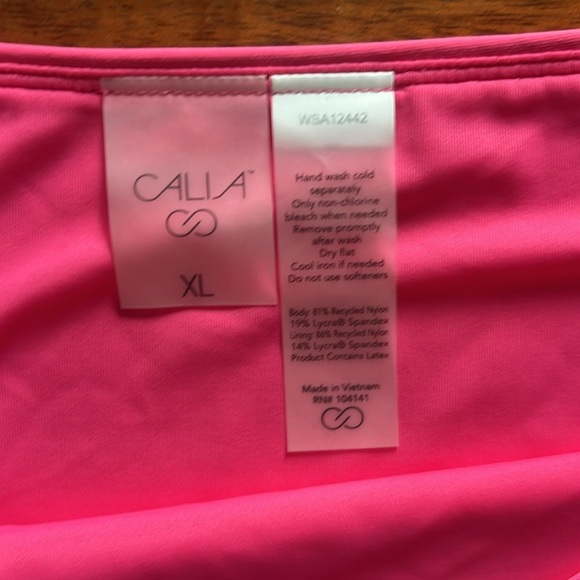 CALIA™
XL
WSA12442
Hand wash cold
separately
Only non-chlorine
bleach when needed
Remove promptly
after wash
Dry flat
Cool iron if needed
Do not use softeners
Body: 81% Recycled Nylon
19% Lycra® Spandex
Lining: 86% Recycled Nylon
14% Lycra® Spandex
Product Contains Latex
Made in Vietnam
RN# 104141